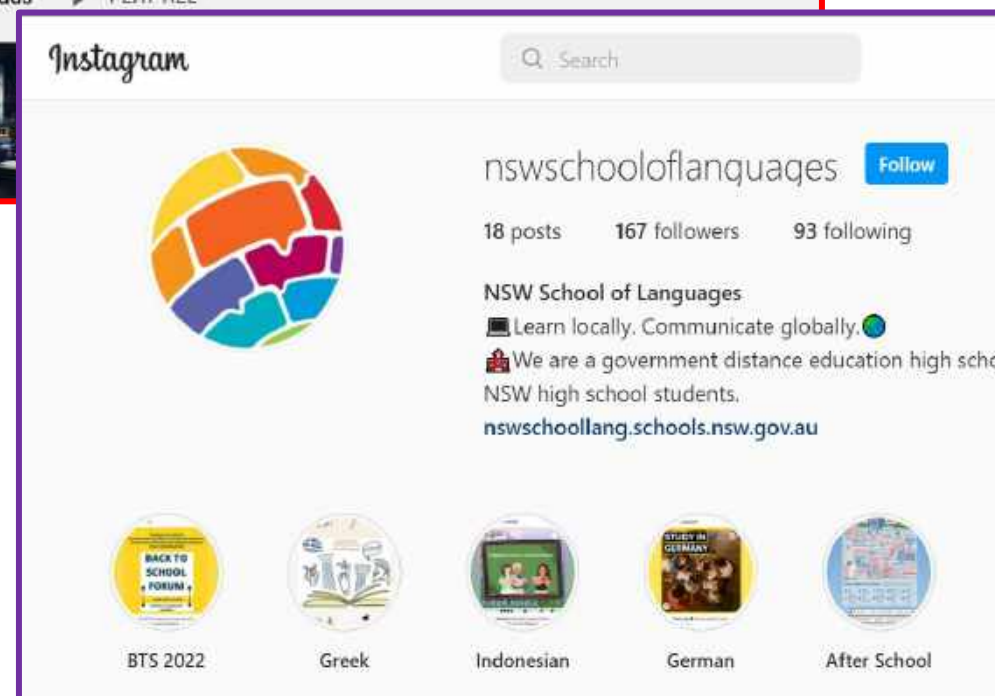 PLAY ALL
Instagram
Search
nswschooloflanguages Follow
18 posts 167 followers 93 following
NSW School of Languages
Learn locally. Communicate globally.
We are a government distance education high scho
NSW high school students.
nswschoollang.schools.nsw.gov.au
BACK TO
SCHOOL
FORUM
STUDY IN
GERMANY
BTS 2022 Greek Indonesian German After School